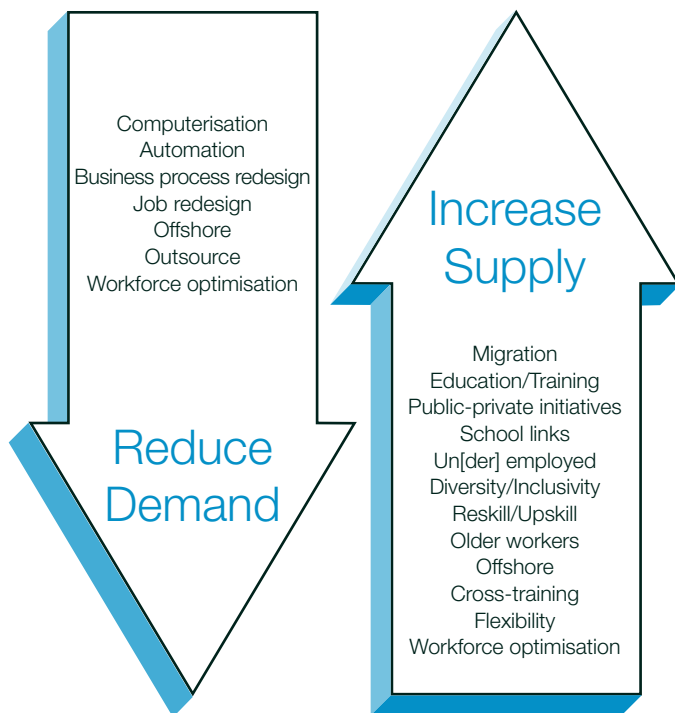 Computerisation
Automation
Business process redesign
Job redesign
Offshore
Outsource
Workforce optimisation
Reduce
Demand
Increase
Supply
Migration
Education/Training
Public-private initiatives
School links
Un[der] employed
Diversity/Inclusivity
Reskill/Upskill
Older workers
Offshore
Cross-training
Flexibility
Workforce optimisation